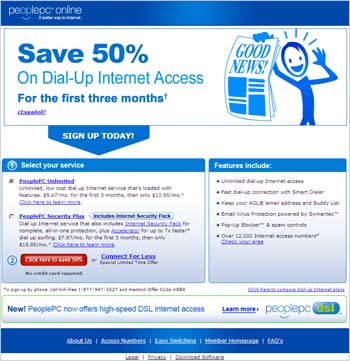 peoplepc online
A better way to Internet
Save 50%
On Dial-Up Internet Access
For the first three months†
¿Español?
GOOD
NEWS!
SIGN UP TODAY!
1 Select your service
PeoplePC Unlimited
Unlimited, low cost dial up Internet service that's loaded with
features. $5.47/mo. for the first 3 months, then only $10.95/mo.*
Click here to learn more.
PeoplePC Security Plus Includes Internet Security Pack
Dial up Internet service that also includes Internet Security Pack for
complete, all-in-one protection, plus Accelerator for up to 7x faster*
dial up surfing. $7.97/mo. for the first 3 months, then only
$15.95/mo.* Click here to learn more.
2 Click here to save 50% or Connect For Less
Special Limited Time Offer
No credit card required
Features include:
Unlimited dial-up Internet access
Fast dial-up connection with Smart Dialer
Keep your AOL® email address and Buddy List
Email Virus Protection powered by Symantec™
Pop-Up Blocker™ & spam controls
Over 12,000 Internet access numbers*
Check your area
To sign up by phone, call toll-free 1-877-947-3327 and mention Offer Code W9B6
Click here to compare dial-up Internet plans
New! PeoplePC now offers high-speed DSL Internet access Learn more peoplepc dsl
About Us | Access Numbers | Easy Switching | Member Homepage | FAQ's
Legal | Privacy | Download Software